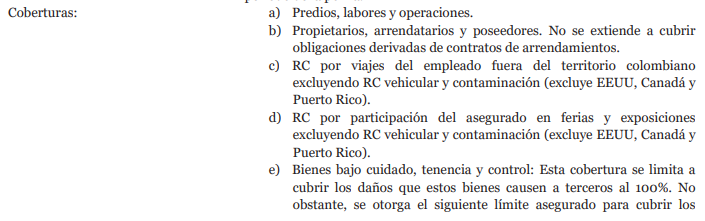 Coberturas:
a) Predios, labores y operaciones.
b) Propietarios, arrendatarios y poseedores. No se extiende a cubrir
obligaciones derivadas de contratos de arrendamientos.
c) RC por viajes del empleado fuera del territorio colombiano
excluyendo RC vehicular y contaminación (excluye EEUU, Canadá y
Puerto Rico).
d) RC por participación del asegurado en ferias y exposiciones
excluyendo RC vehicular y contaminación (excluye EEUU, Canadá y
Puerto Rico).
e) Bienes bajo cuidado, tenencia y control: Esta cobertura se limita a
cubrir los daños que estos bienes causen a terceros al 100%. No
obstante, se otorga el siguiente límite asegurado para cubrir los